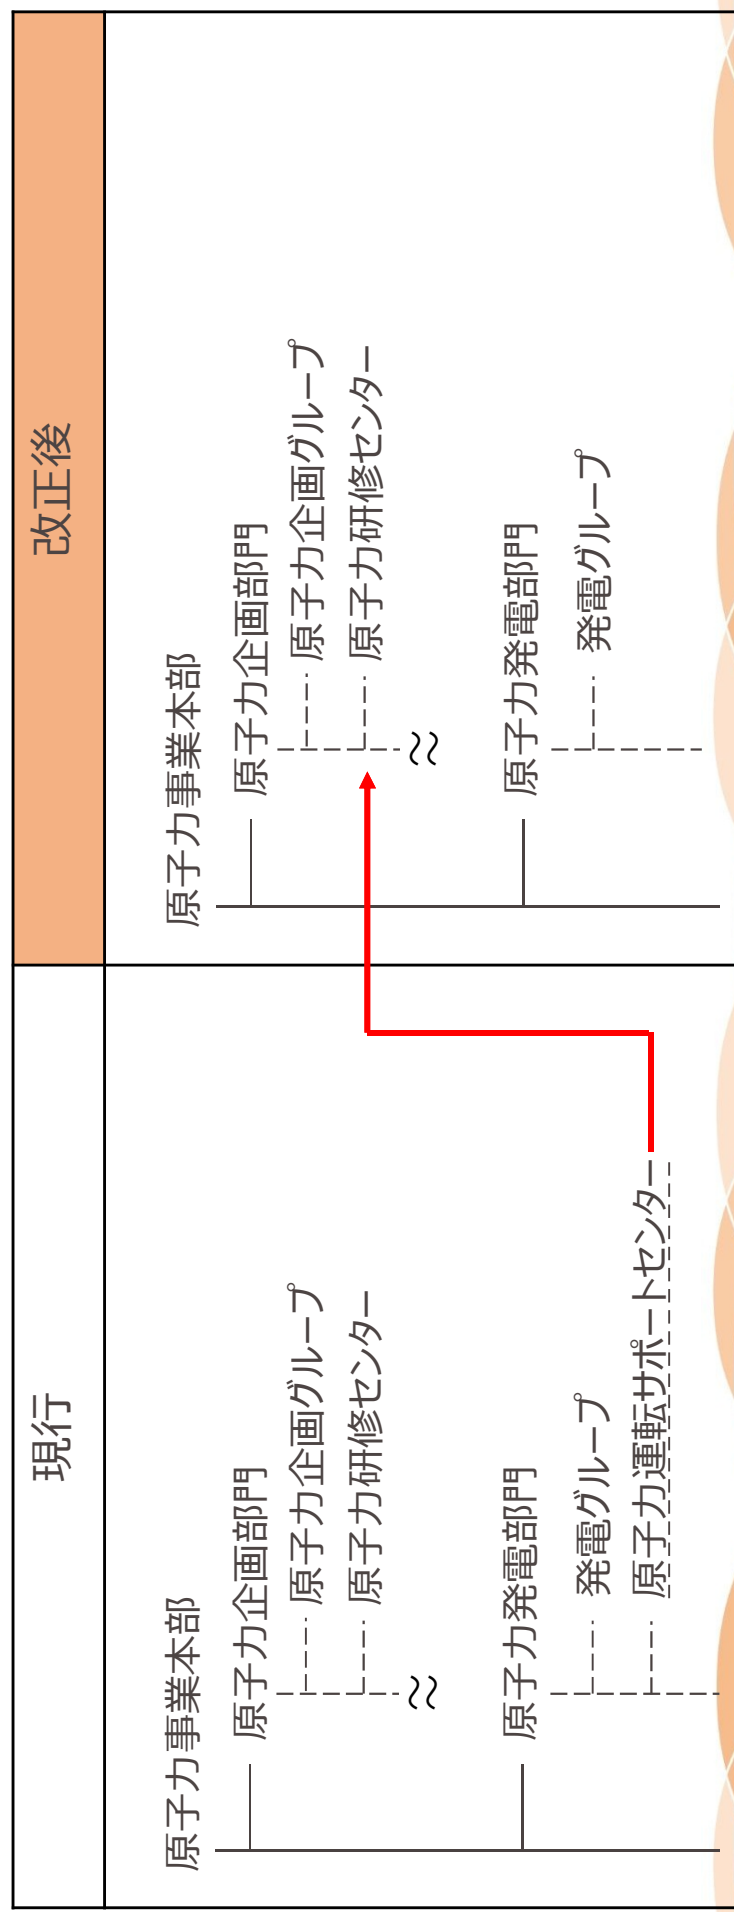 現行
原子力事業本部
原子力企画部門
原子力企画グループ
原子力研修センター
原子力発電部門
発電グループ
原子力運転サポートセンター
改正後
原子力事業本部
原子力企画部門
原子力企画グループ
原子力研修センター
原子力発電部門
発電グループ